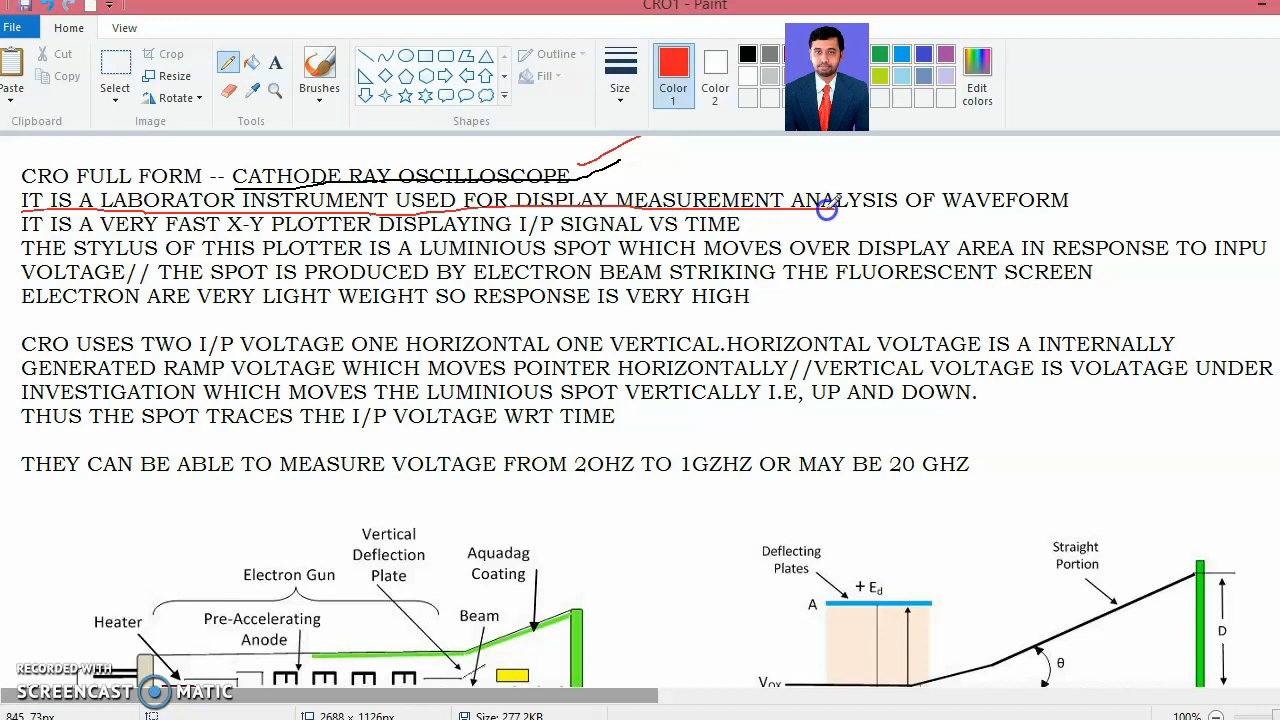 CRO1 - Paint
File
Home
View
Paste
Cut
Copy
Clipboard
Select
Crop
Resize
Rotate
Image
A
Tools
Brushes
Outline
Fill
Shapes
Size
Color
1
Color
2
Edit
colors
CRO FULL FORM -- CATHODE RAY OSCILLOSCOPE
IT IS A LABORATOR INSTRUMENT USED FOR DISPLAY MEASUREMENT ANALYSIS OF WAVEFORM
IT IS A VERY FAST X-Y PLOTTER DISPLAYING I/P SIGNAL VS TIME
THE STYLUS OF THIS PLOTTER IS A LUMINIOUS SPOT WHICH MOVES OVER DISPLAY AREA IN RESPONSE TO INPU
VOLTAGE// THE SPOT IS PRODUCED BY ELECTRON BEAM STRIKING THE FLUORESCENT SCREEN
ELECTRON ARE VERY LIGHT WEIGHT SO RESPONSE IS VERY HIGH
CRO USES TWO I/P VOLTAGE ONE HORIZONTAL ONE VERTICAL.HORIZONTAL VOLTAGE IS A INTERNALLY
GENERATED RAMP VOLTAGE WHICH MOVES POINTER HORIZONTALLY//VERTICAL VOLTAGE IS VOLATAGE UNDER
INVESTIGATION WHICH MOVES THE LUMINIOUS SPOT VERTICALLY I.E, UP AND DOWN.
THUS THE SPOT TRACES THE I/P VOLTAGE WRT TIME
THEY CAN BE ABLE TO MEASURE VOLTAGE FROM 2OHZ TO 1GZHZ OR MAY BE 20 GHZ
Vertical
Deflection
Plate
Aquadag
Coating
Electron Gun
Heater
Pre-Accelerating
Anode
Beam
Deflecting
Plates
+ Ed
A
Straight
Portion
D
θ
Vox
RECORDED WITH
SCREENCAST MATIC
845, 73px
2688 × 1126px
Size: 277.2KB
100%